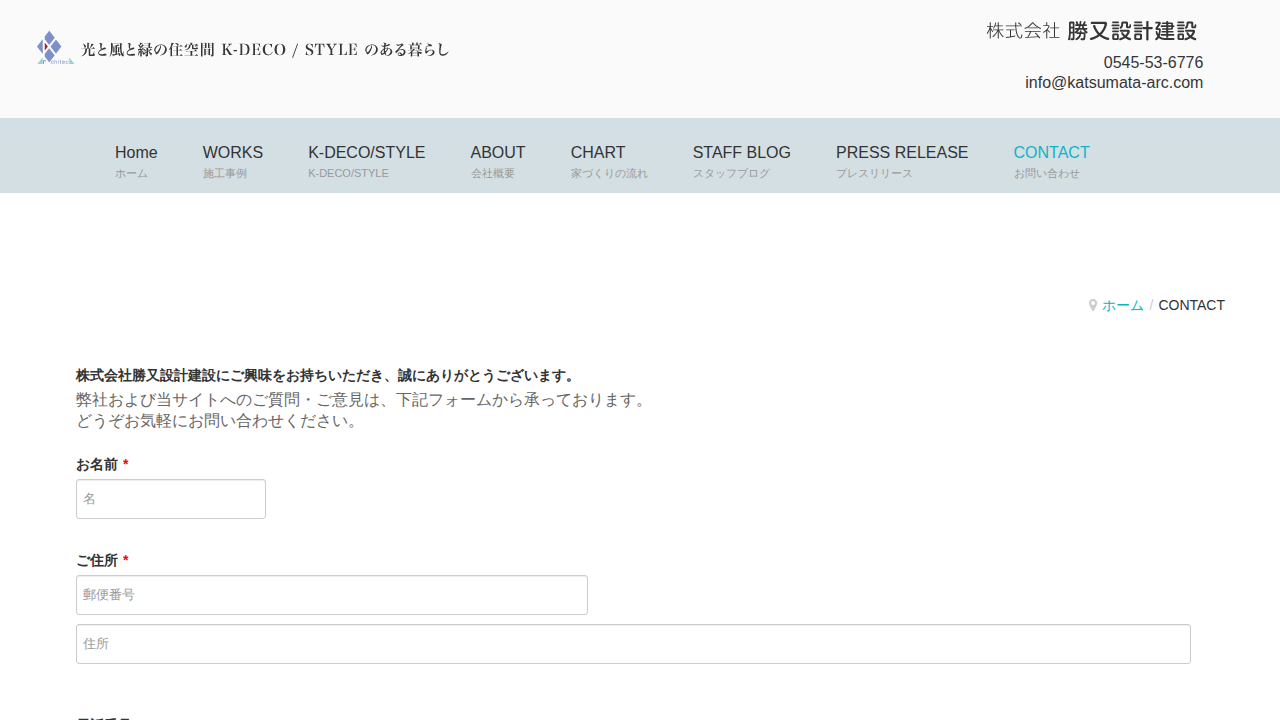 光と風と緑の住空間 K-DECO / STYLE のある暮らし
株式会社 勝又設計建設
0545-53-6776
info@katsumata-arc.com
Home
ホーム
WORKS
施工事例
K-DECO/STYLE
K-DECO/STYLE
ABOUT
会社概要
CHART
家づくりの流れ
STAFF BLOG
スタッフブログ
PRESS RELEASE
プレスリリース
CONTACT
お問い合わせ
ホーム / CONTACT
株式会社勝又設計建設にご興味をお持ちいただき、誠にありがとうございます。
弊社および当サイトへのご質問・ご意見は、下記フォームから承っております。
どうぞお気軽にお問い合わせください。
お名前 *
名
ご住所 *
郵便番号
住所